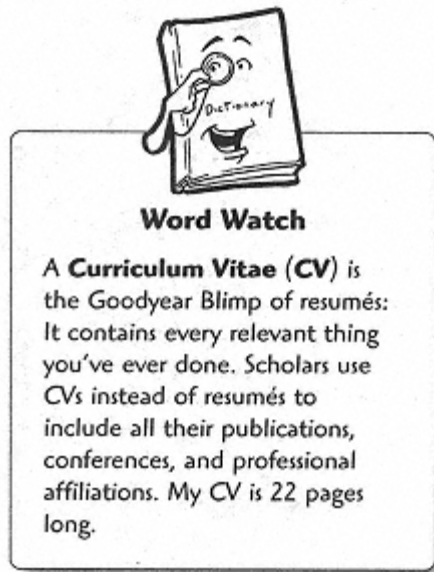 Dictionary
Word Watch
A Curriculum Vitae (CV) is
the Goodyear Blimp of resumés:
It contains every relevant thing
you've ever done. Scholars use
CVs instead of resumés to
include all their publications,
conferences, and professional
affiliations. My CV is 22 pages
long.